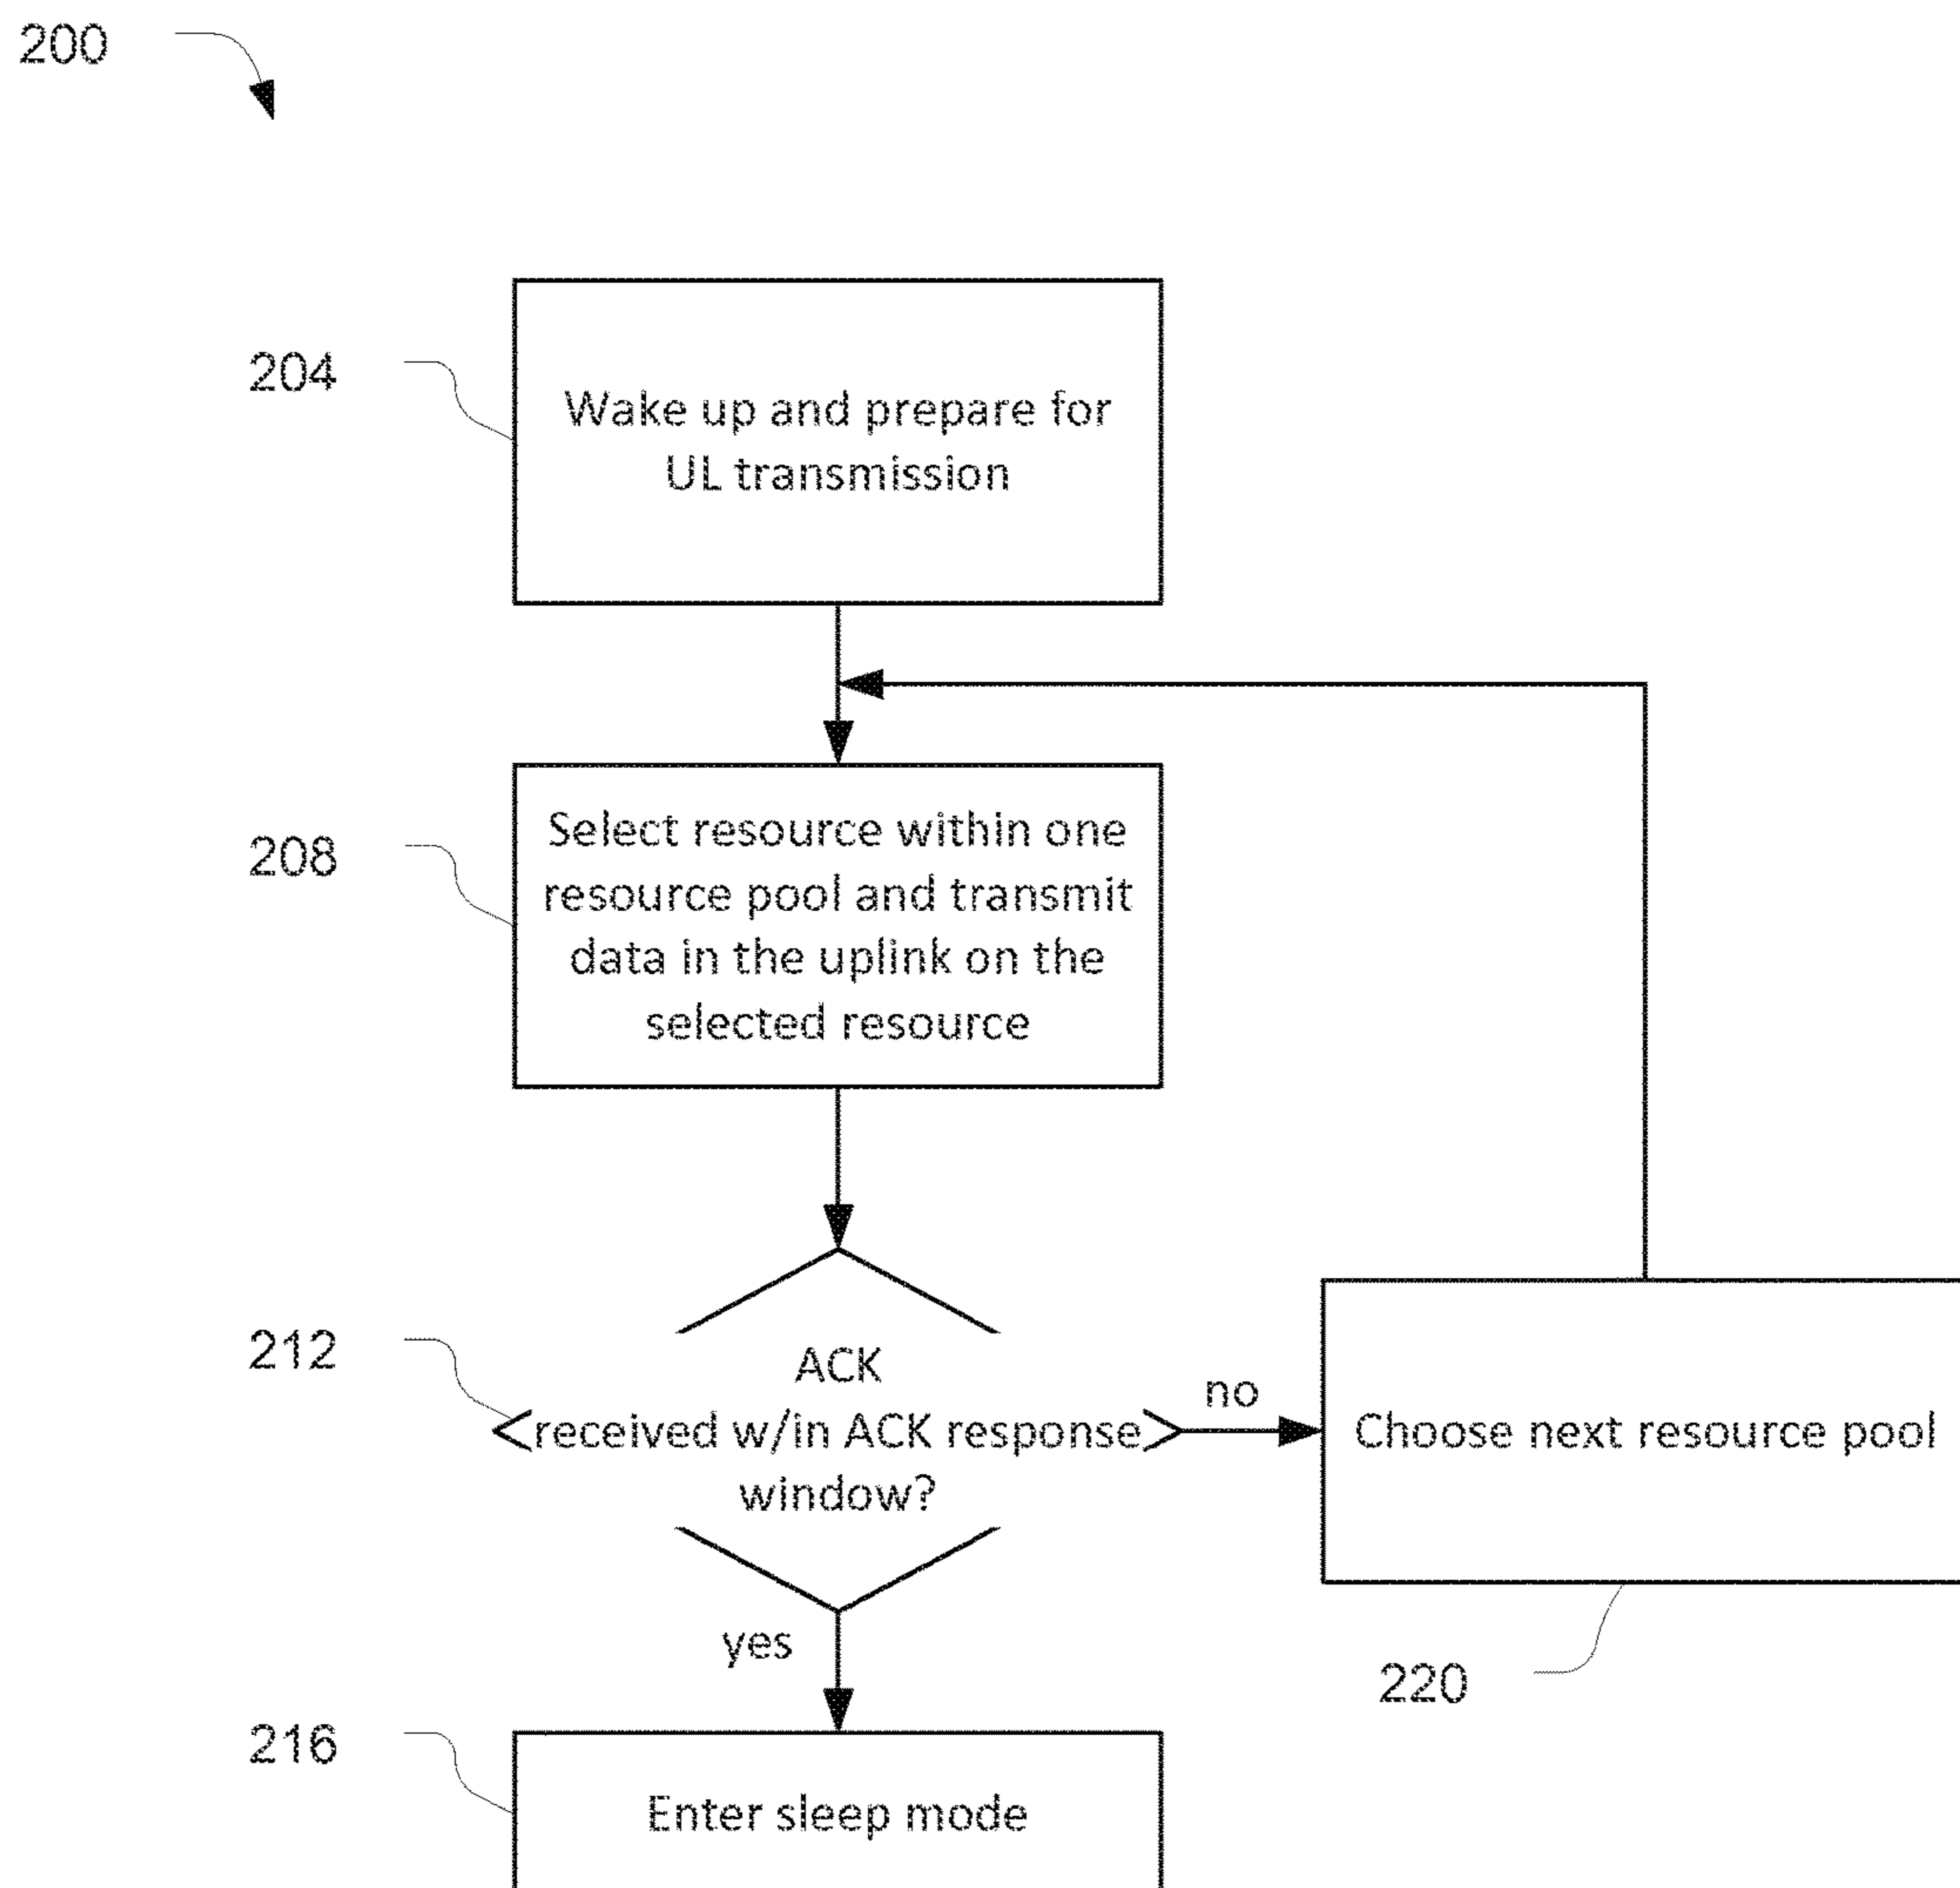 200
204
Wake up and prepare for
UL transmission
208
Select resource within one
resource pool and transmit
data in the uplink on the
selected resource
212
ACK
received w/in ACK response
window?
no
Choose next resource pool
yes
220
216
Enter sleep mode